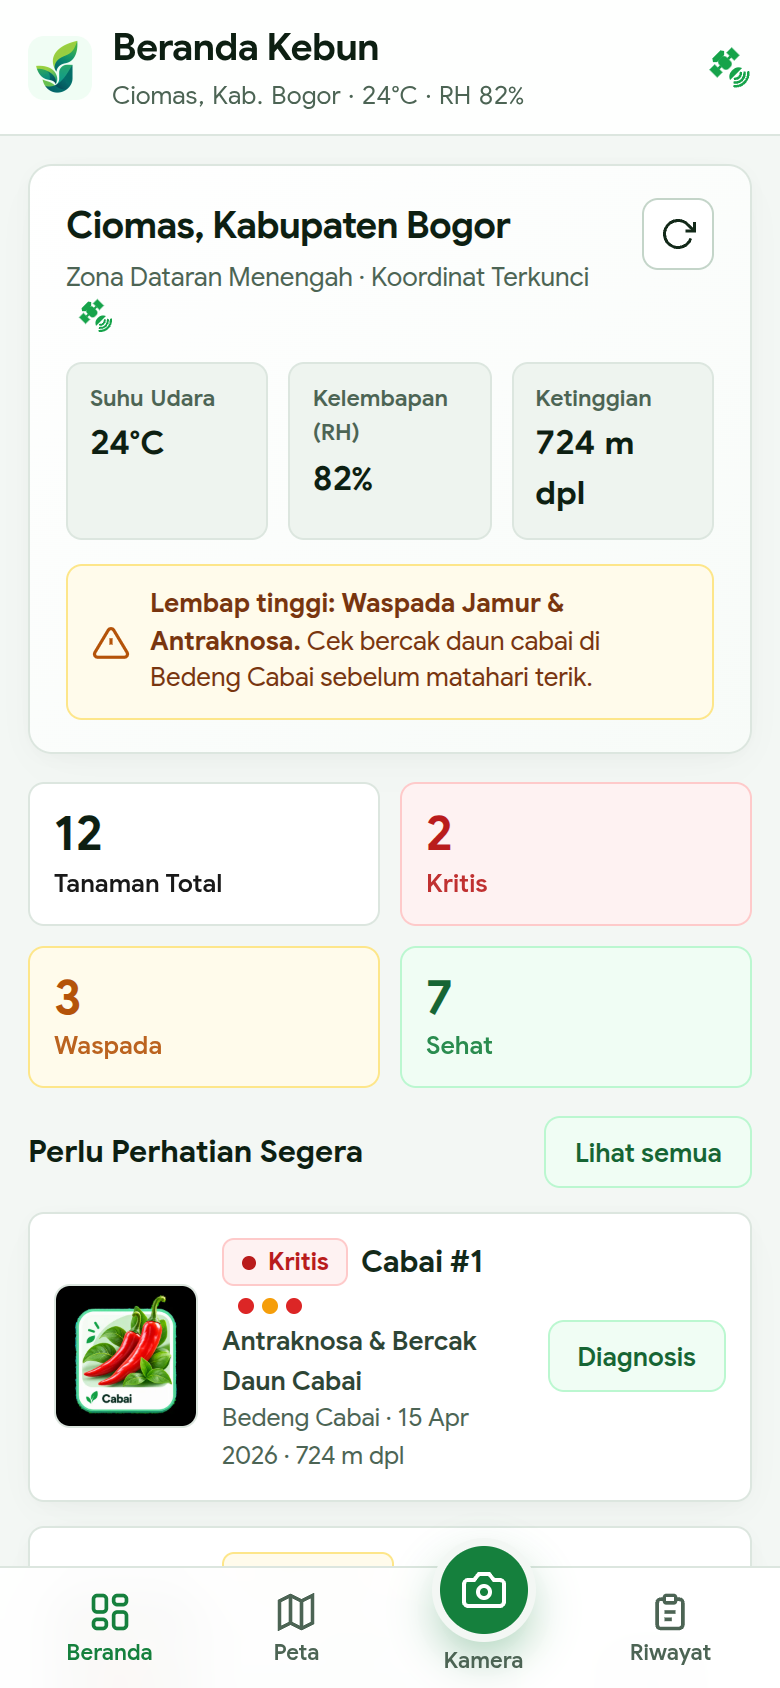 Beranda Kebun
Ciomas, Kab. Bogor · 24°C · RH 82%
Ciomas, Kabupaten Bogor
Zona Dataran Menengah · Koordinat Terkunci
Suhu Udara
24°C
Kelembapan
(RH)
82%
Ketinggian
724 m
dpl
Lembap tinggi: Waspada Jamur &
Antraknosa. Cek bercak daun cabai di
Bedeng Cabai sebelum matahari terik.
12
Tanaman Total
2
Kritis
3
Waspada
7
Sehat
Perlu Perhatian Segera
Lihat semua
Kritis
Cabai #1
Antraknosa & Bercak
Daun Cabai
Bedeng Cabai · 15 Apr
2026 · 724 m dpl
Cabai
Diagnosis
Beranda
Peta
Kamera
Riwayat